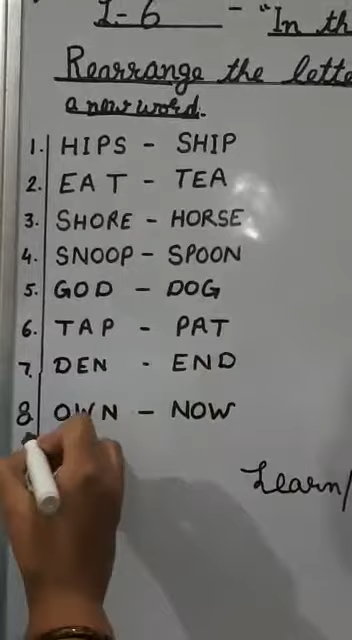 L-6 - "In th
Rearrange the lette
a new word.
1. HIPS - SHIP
2. EAT - TEA
3. SHORE - HORSE
4. SNOOP - SPOON
5. GOD - DOG
6. TAP - PAT
7. DEN - END
8 OWN - NOW
Learn/